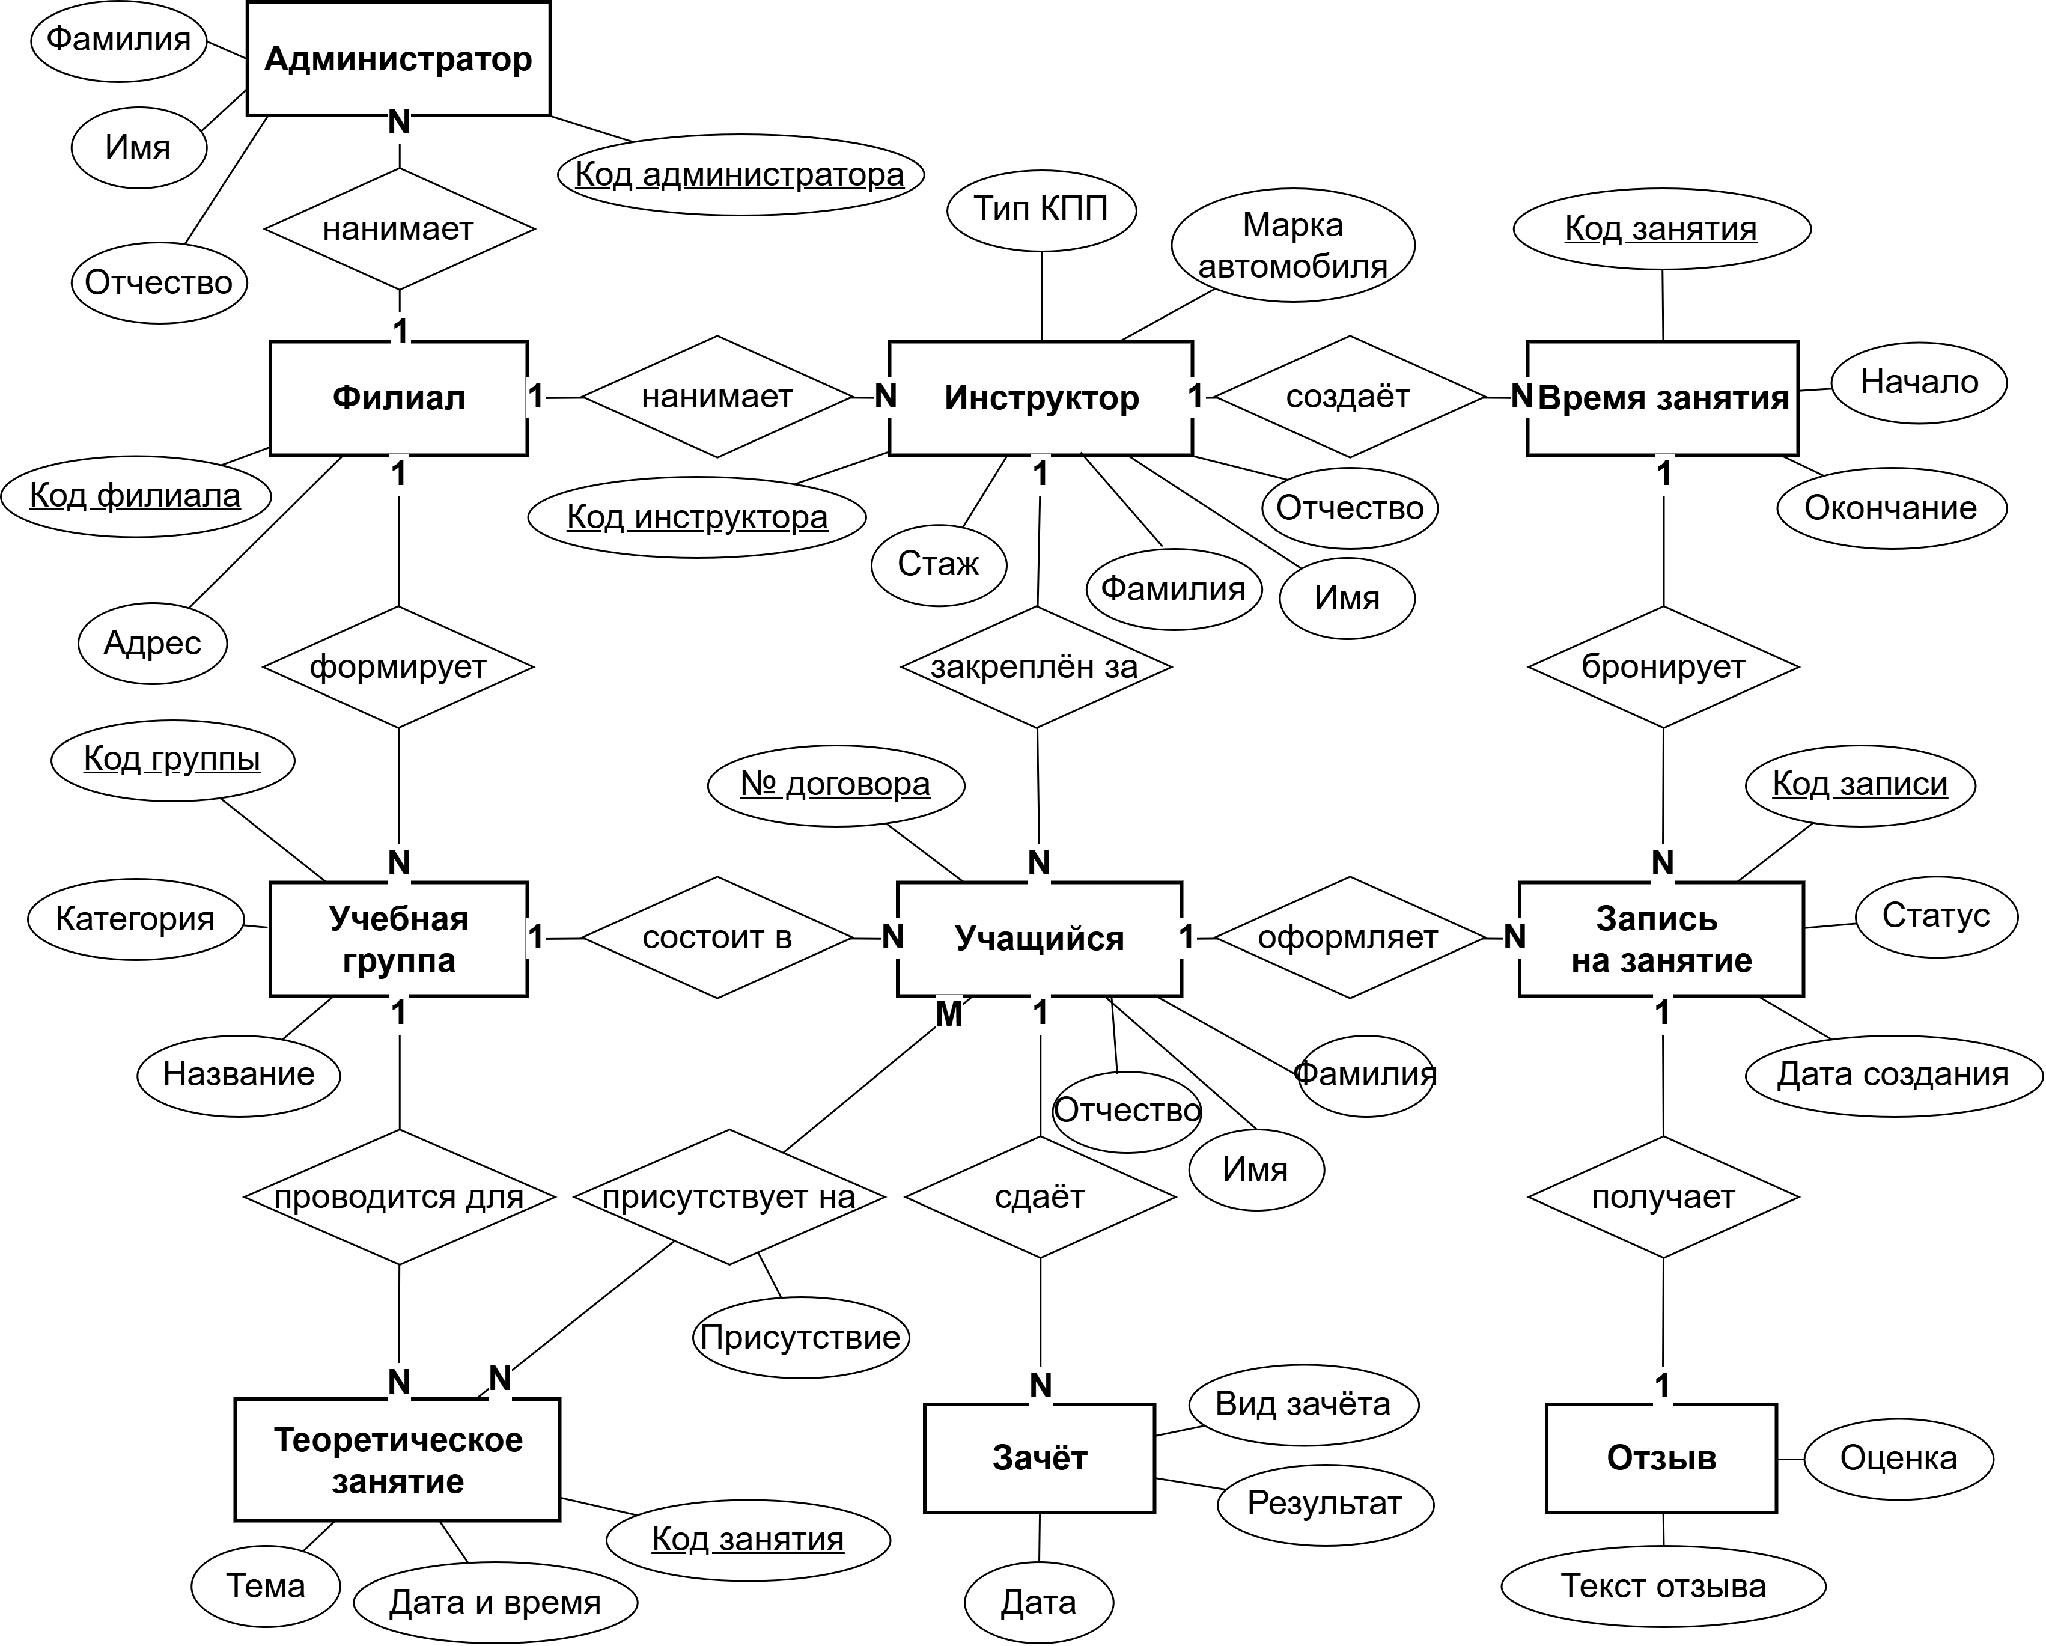 Фамилия
Администратор
Имя
N
Код администратора
нанимает
Отчество
Тип КПП
Марка
автомобиля
Код занятия
1
Филиал
1
нанимает
N
Инструктор
1
создаёт
N
Время занятия
Начало
Код филиала
1
Код инструктора
Стаж
1
Фамилия
Имя
Отчество
1
Окончание
Адрес
формирует
закреплён за
бронирует
Код группы
№ договора
Код записи
N
N
N
Категория
Учебная
группа
1
состоит в
N
Учащийся
1
оформляет
N
Запись
на занятие
Статус
1
M
1
1
Название
Отчество
Фамилия
Дата создания
Имя
проводится для
присутствует на
сдаёт
получает
Присутствие
N
N
N
1
Теоретическое
занятие
Зачёт
Вид зачёта
Результат
Отзыв
Оценка
Код занятия
Тема
Дата и время
Дата
Текст отзыва